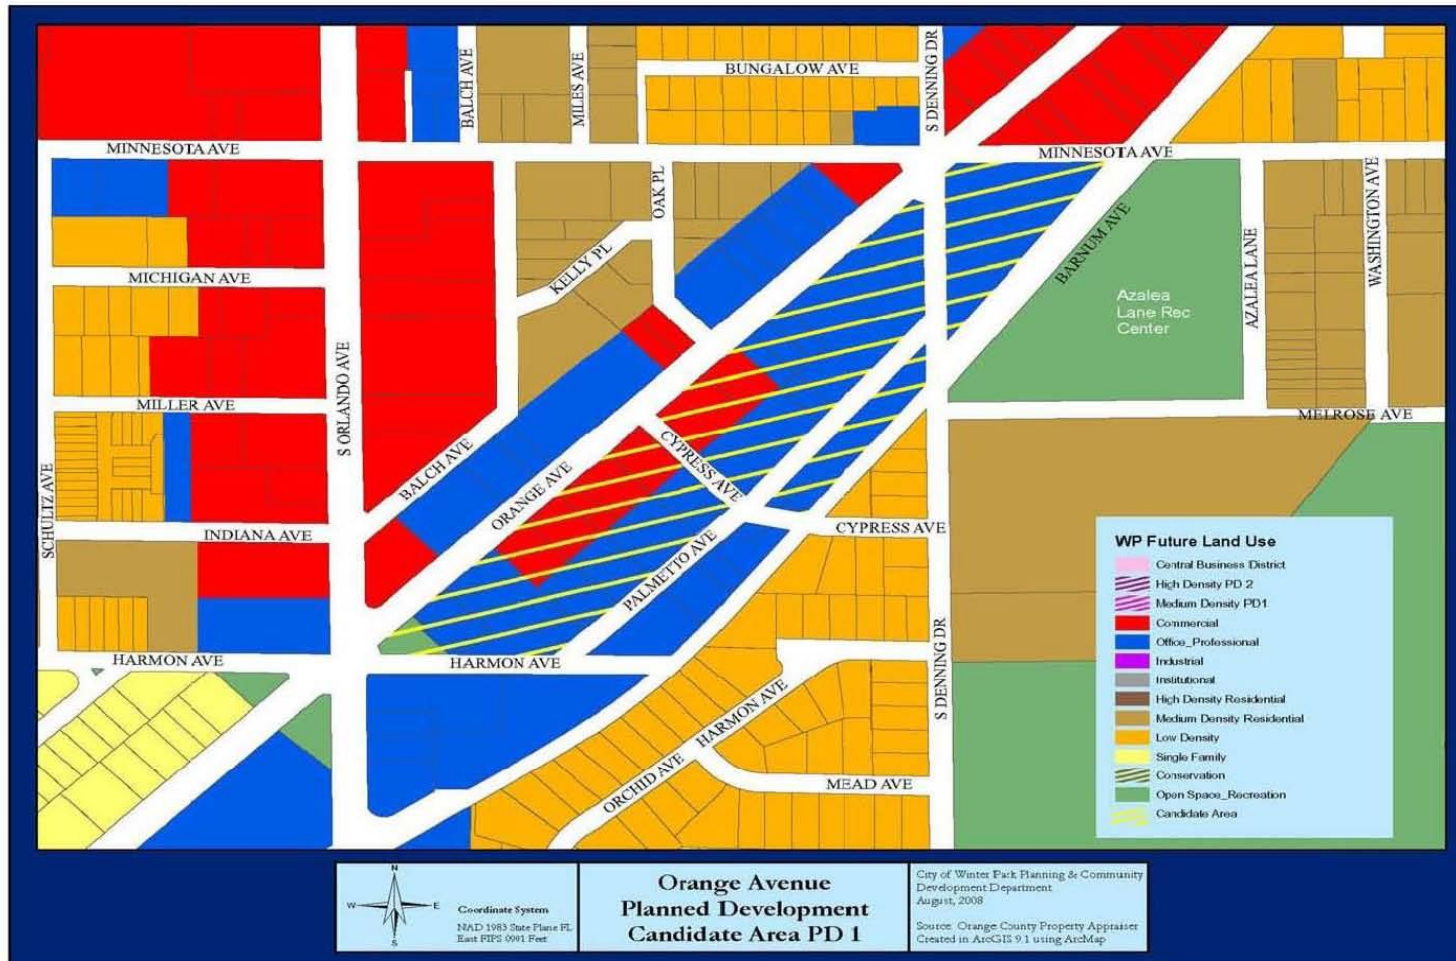 BUNGALOW AVE
BALCH AVE
MILES AVE
S DENNING DR
MINNESOTA AVE
MINNESOTA AVE
OAK PL
KELLY PL
MICHIGAN AVE
BARNUM AVE
AZALEA LANE
WASHINGTON AVE
Azalea
Lane Rec
Center
S ORLANDO AVE
MILLER AVE
MELROSE AVE
BALCH AVE
ORANGE AVE
CYPRESS AVE
SCHULTZ AVE
INDIANA AVE
CYPRESS AVE
PALMETTO AVE
HARMON AVE
HARMON AVE
S DENNING DR
HARMON AVE
ORCHID AVE
MEAD AVE
WP Future Land Use
Central Business District
High Density PD 2
Medium Density PD1
Commercial
Office_Professional
Industrial
Institutional
High Density Residential
Medium Density Residential
Low Density
Single Family
Conservation
Open Space_Recreation
Candidate Area
N
W E
S
Coordinate System
NAD 1983 State Plane FL
East FIPS 0901 Feet
Orange Avenue
Planned Development
Candidate Area PD 1
City of Winter Park Planning & Community
Development Department
August, 2008
Source: Orange County Property Appraiser
Created in ArcGIS 9.1 using ArcMap